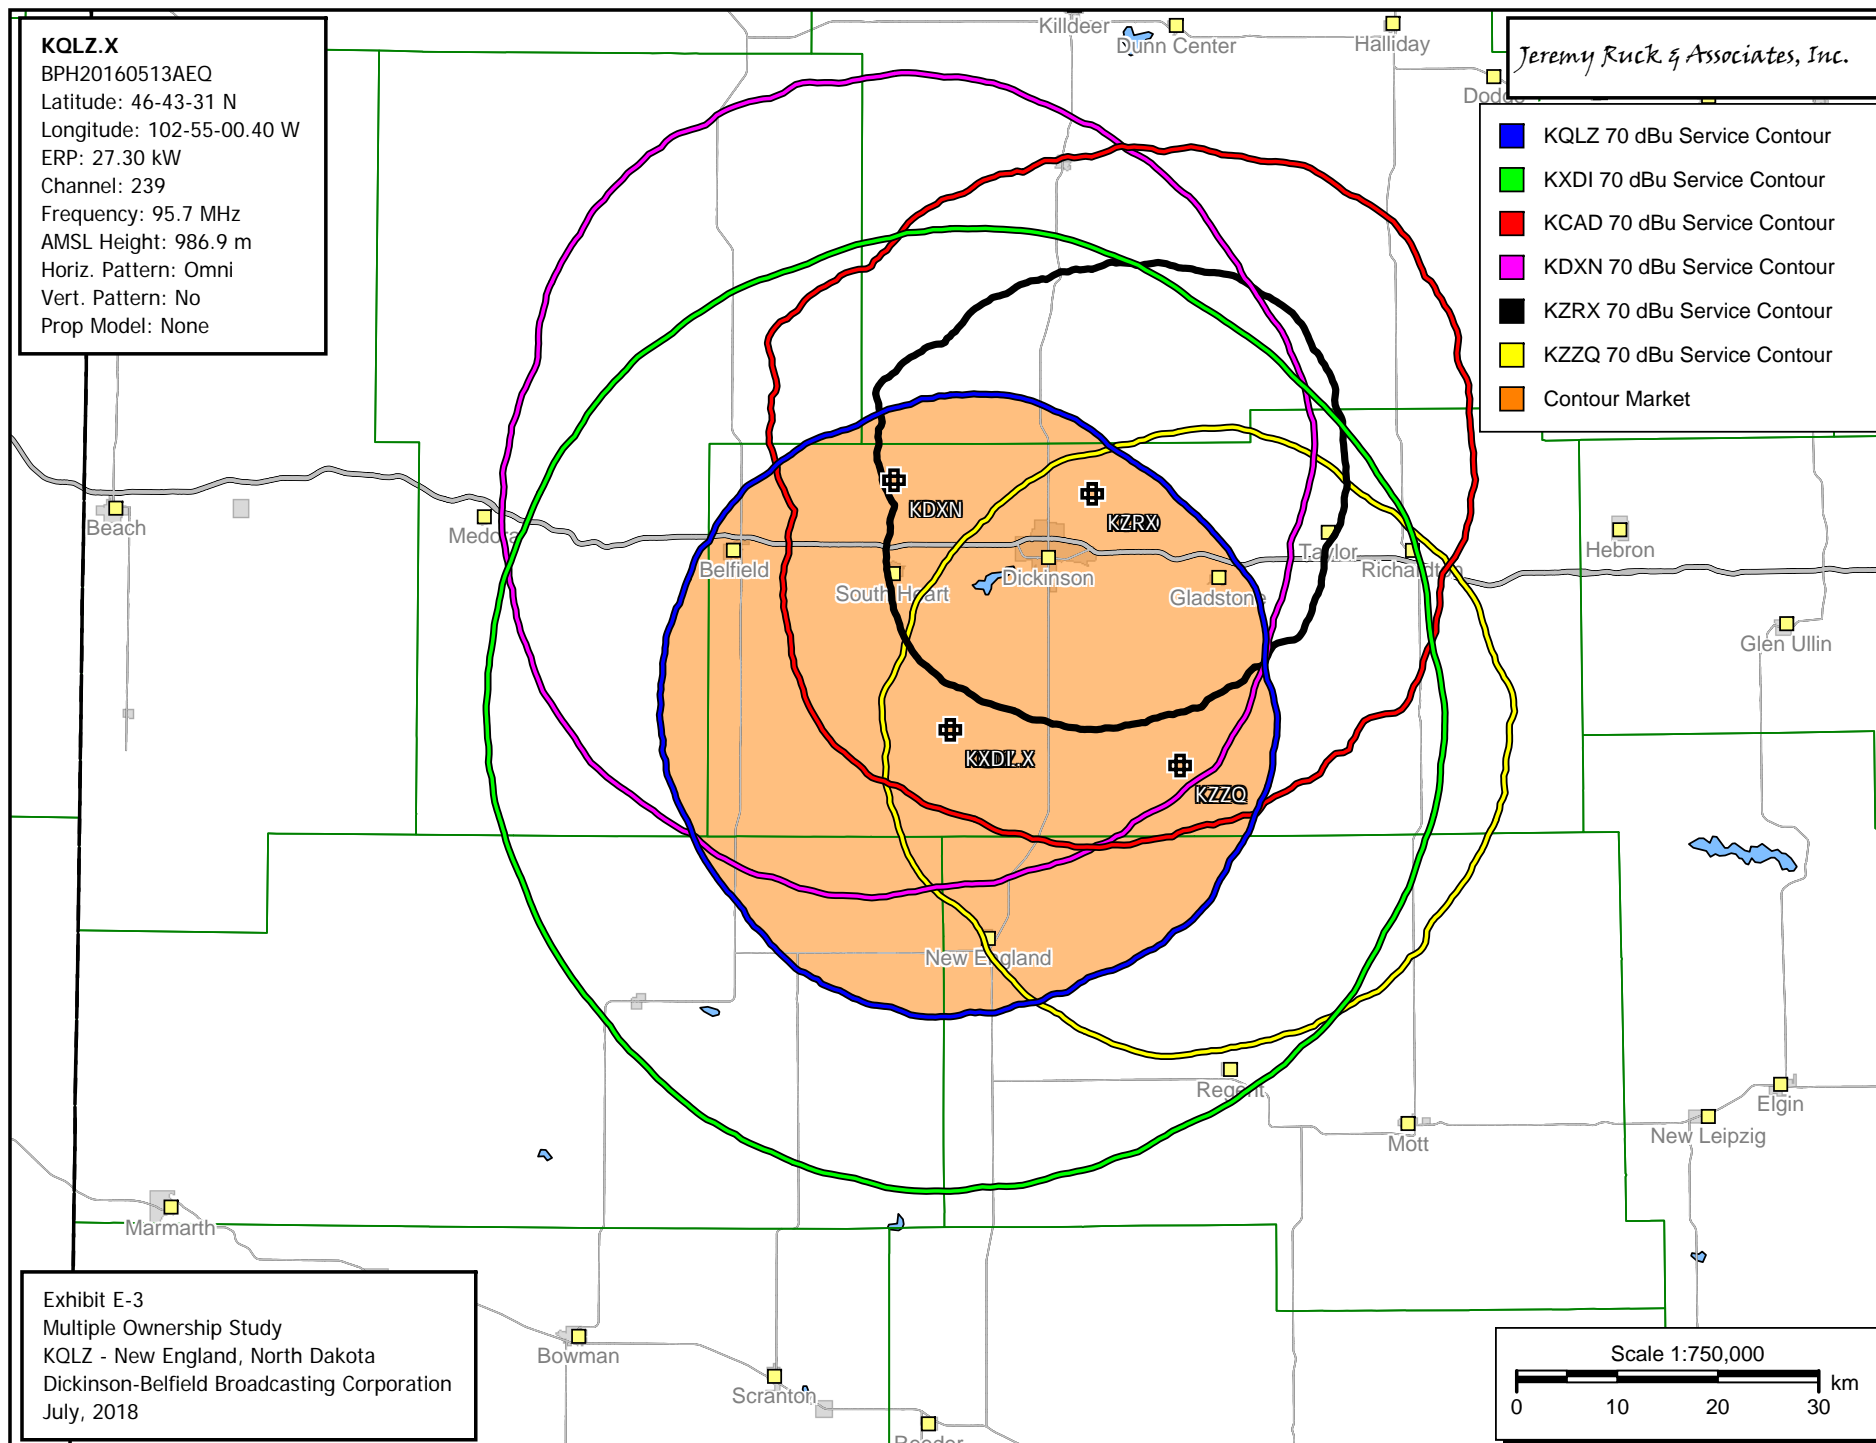 KQLZ.X
BPH20160513AEQ
Latitude: 46-43-31 N
Longitude: 102-55-00.40 W
ERP: 27.30 kW
Channel: 239
Frequency: 95.7 MHz
AMSL Height: 986.9 m
Horiz. Pattern: Omni
Vert. Pattern: No
Prop Model: None
Jeremy Ruck & Associates, Inc.
KQLZ 70 dBu Service Contour
KXDI 70 dBu Service Contour
KCAD 70 dBu Service Contour
KDXN 70 dBu Service Contour
KZRX 70 dBu Service Contour
KZZQ 70 dBu Service Contour
Contour Market
Killdeer
Dunn Center
Halliday
Beach
Medora
Belfield
KDXN
South Heart
Dickinson
KZRX
Gladstone
Taylor
Richardton
Hebron
Glen Ullin
KZZQ
New England
Regent
Mott
Elgin
New Leipzig
Marmarth
Bowman
Scranton
Exhibit E-3
Multiple Ownership Study
KQLZ - New England, North Dakota
Dickinson-Belfield Broadcasting Corporation
July, 2018
Scale 1:750,000
km
0 10 20 30